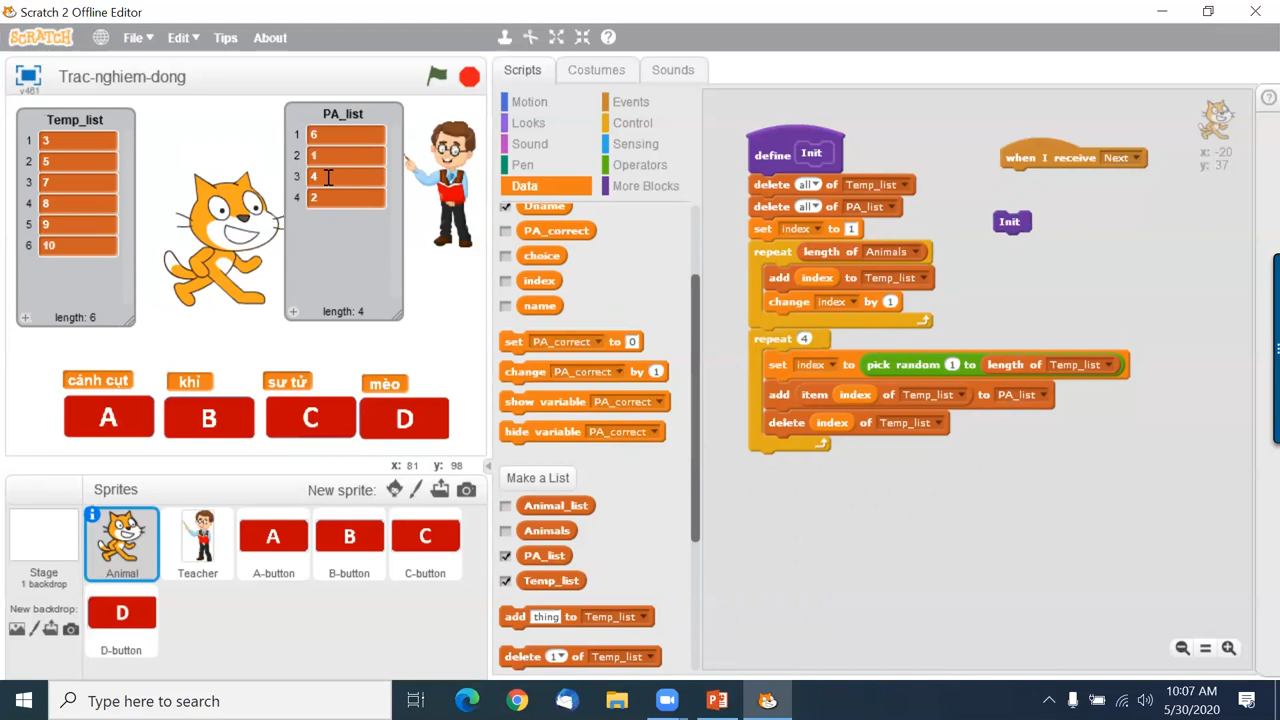 Scratch 2 Offline Editor
SCRATCH File Edit Tips About
v461 Trac-nghiem-dong
Temp_list
1 3
2 5
3 7
4 8
5 9
6 10
+ length: 6
PA_list
1 6
2 1
3 4
4 2
+ length: 4
cánh cụt khỉ sư tử mèo
A B C D
x: 81 y: 98
Sprites New sprite:
Stage
1 backdrop
New backdrop:
Animal
Teacher
A
A-button
B
B-button
C
C-button
D
D-button
Scripts Costumes Sounds
Motion Events
Looks Control
Sound Sensing
Pen Operators
Data More Blocks
Dname
PA_correct
choice
index
name
set PA_correct to 0
change PA_correct by 1
show variable PA_correct
hide variable PA_correct
Make a List
Animal_list
Animals
PA_list
Temp_list
add thing to Temp_list
delete 1 of Temp_list
define Init
delete all of Temp_list
delete all of PA_list
set index to 1
repeat length of Animals
add index to Temp_list
change index by 1
repeat 4
set index to pick random 1 to length of Temp_list
add item index of Temp_list to PA_list
delete index of Temp_list
when I receive Next
Init
x: -20
y: 37
Type here to search
10:07 AM
5/30/2020